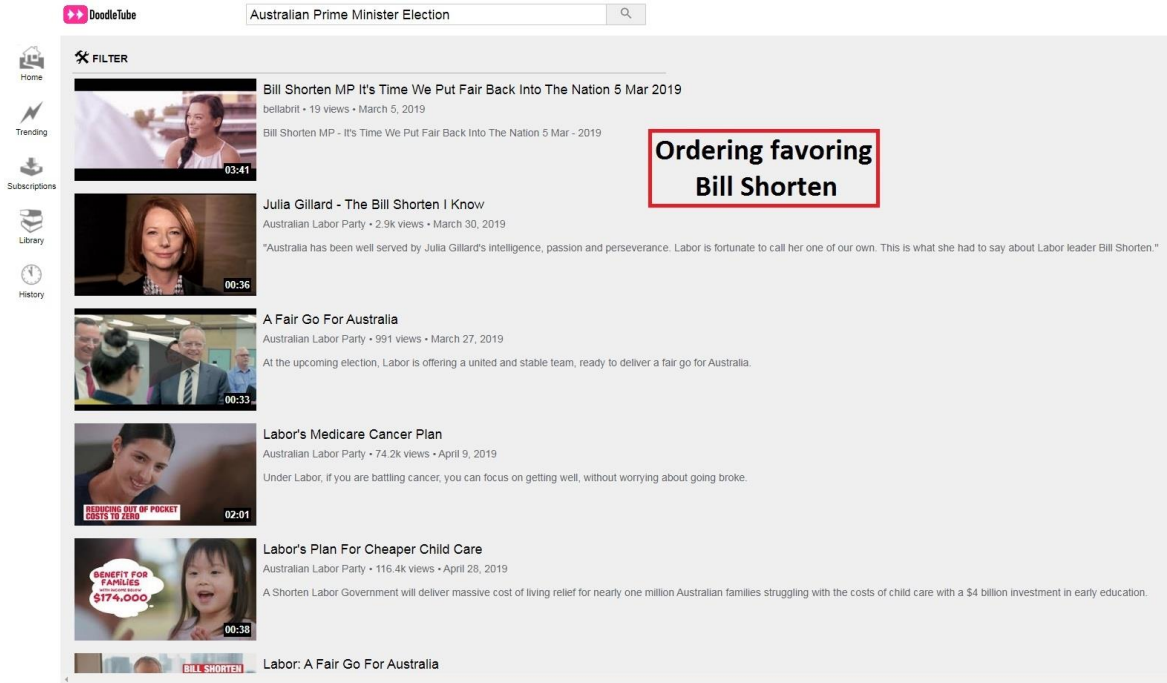 DoodleTube
Australian Prime Minister Election
Home
Trending
Subscriptions
Library
History
FILTER
Ordering favoring
Bill Shorten
03:41
Bill Shorten MP It's Time We Put Fair Back Into The Nation 5 Mar 2019
bellabrit • 19 views • March 5, 2019
Bill Shorten MP - It's Time We Put Fair Back Into The Nation 5 Mar - 2019
00:36
Julia Gillard - The Bill Shorten I Know
Australian Labor Party • 2.9k views • March 30, 2019
"Australia has been well served by Julia Gillard's intelligence, passion and perseverance. Labor is fortunate to call her one of our own. This is what she had to say about Labor leader Bill Shorten."
00:33
A Fair Go For Australia
Australian Labor Party • 991 views • March 27, 2019
At the upcoming election, Labor is offering a united and stable team, ready to deliver a fair go for Australia.
REDUCING OUT OF POCKET
COSTS TO ZERO
02:01
Labor's Medicare Cancer Plan
Australian Labor Party • 74.2k views • April 9, 2019
Under Labor, if you are battling cancer, you can focus on getting well, without worrying about going broke.
BENEFIT FOR
FAMILIES
WITH INCOME BELOW
$174,000
00:38
Labor's Plan For Cheaper Child Care
Australian Labor Party • 116.4k views • April 28, 2019
A Shorten Labor Government will deliver massive cost of living relief for nearly one million Australian families struggling with the costs of child care with a $4 billion investment in early education.
BILL SHORTEN
Labor: A Fair Go For Australia